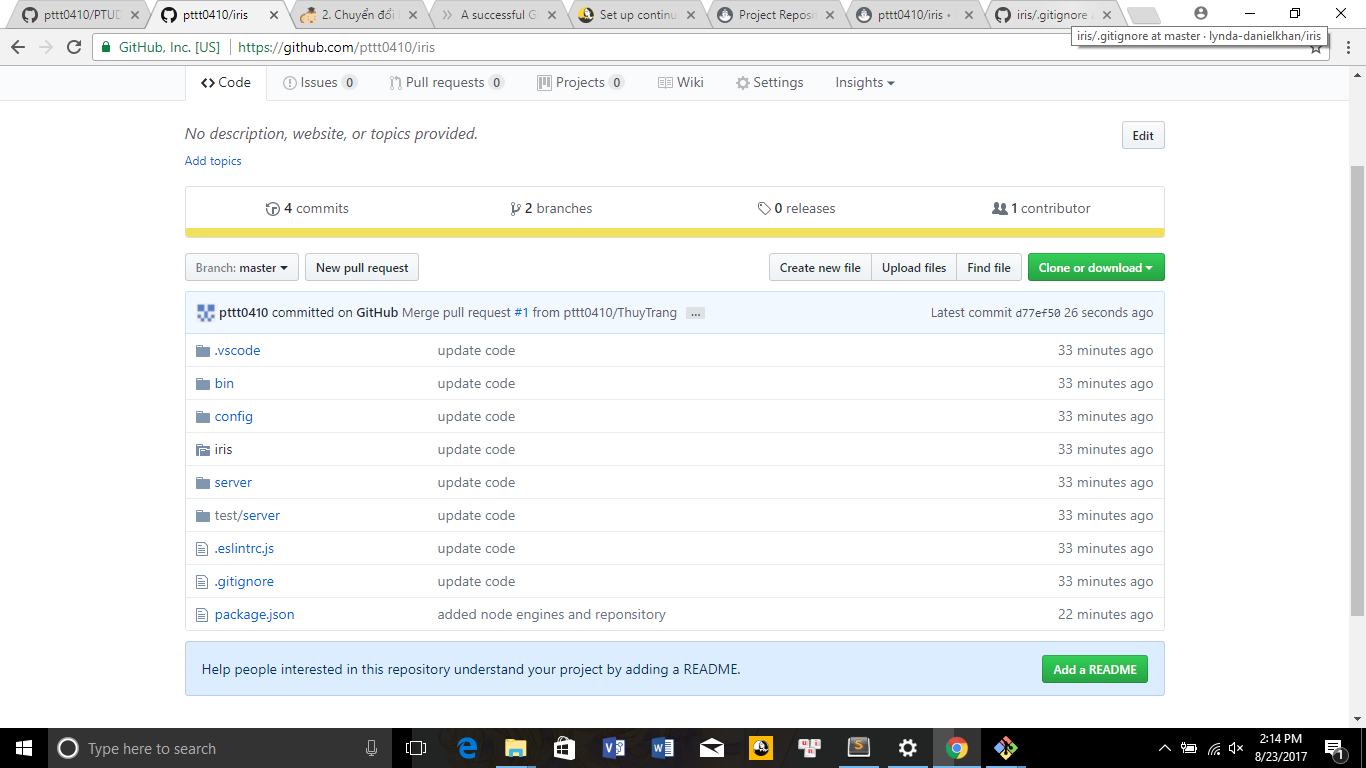 pttt0410/PTUD
pttt0410/iris
2. Chuyển đổi
A successful G
Set up continu
Project Reposit
pttt0410/iris •
iris/.gitignore
GitHub, Inc. [US] https://github.com/pttt0410/iris
iris/.gitignore at master · lynda-danielkhan/iris
Code Issues 0 Pull requests 0 Projects 0 Wiki Settings Insights
No description, website, or topics provided. Edit
Add topics
4 commits 2 branches 0 releases 1 contributor
Branch: master New pull request Create new file Upload files Find file Clone or download
pttt0410 committed on GitHub Merge pull request #1 from pttt0410/ThuyTrang … Latest commit d77ef50 26 seconds ago
.vscode update code 33 minutes ago
bin update code 33 minutes ago
config update code 33 minutes ago
iris update code 33 minutes ago
server update code 33 minutes ago
test/server update code 33 minutes ago
.eslintrc.js update code 33 minutes ago
.gitignore update code 33 minutes ago
package.json added node engines and reponsitory 22 minutes ago
Help people interested in this repository understand your project by adding a README. Add a README
Type here to search
2:14 PM
8/23/2017
1